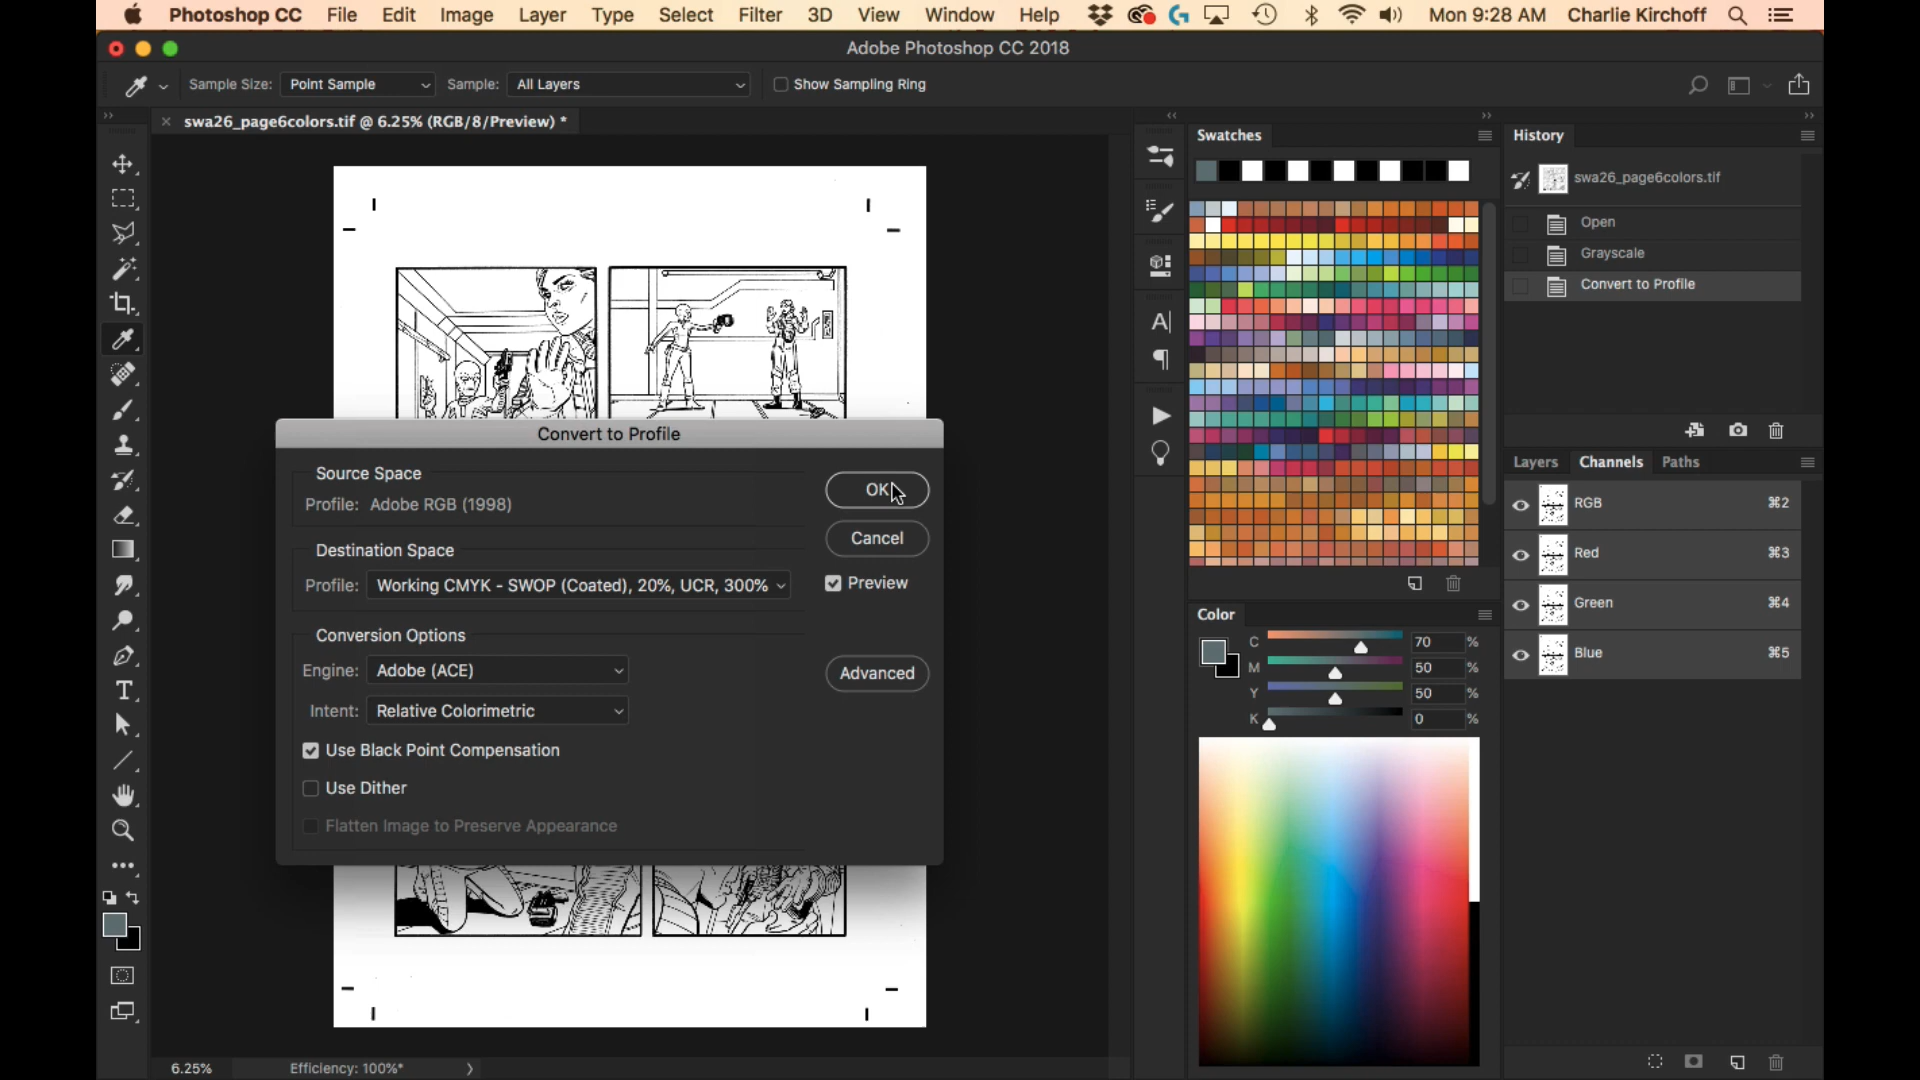 Photoshop CC File Edit Image Layer Type Select Filter 3D View Window Help Mon 9:28 AM Charlie Kirchoff
Adobe Photoshop CC 2018
Sample Size: Point Sample Sample: All Layers Show Sampling Ring
swa26_page6colors.tif @ 6.25% (RGB/8/Preview) *
Swatches
History
swa26_page6colors.tif
Open
Grayscale
Convert to Profile
Convert to Profile
Source Space
Profile: Adobe RGB (1998)
OK
Cancel
Destination Space
Profile: Working CMYK - SWOP (Coated), 20%, UCR, 300%
Preview
Conversion Options
Engine: Adobe (ACE)
Advanced
Intent: Relative Colorimetric
Use Black Point Compensation
Use Dither
Flatten Image to Preserve Appearance
Layers Channels Paths
RGB ⌘2
Red ⌘3
Green ⌘4
Blue ⌘5
Color
C 70 %
M 50 %
Y 50 %
K 0 %
6.25% Efficiency: 100%*